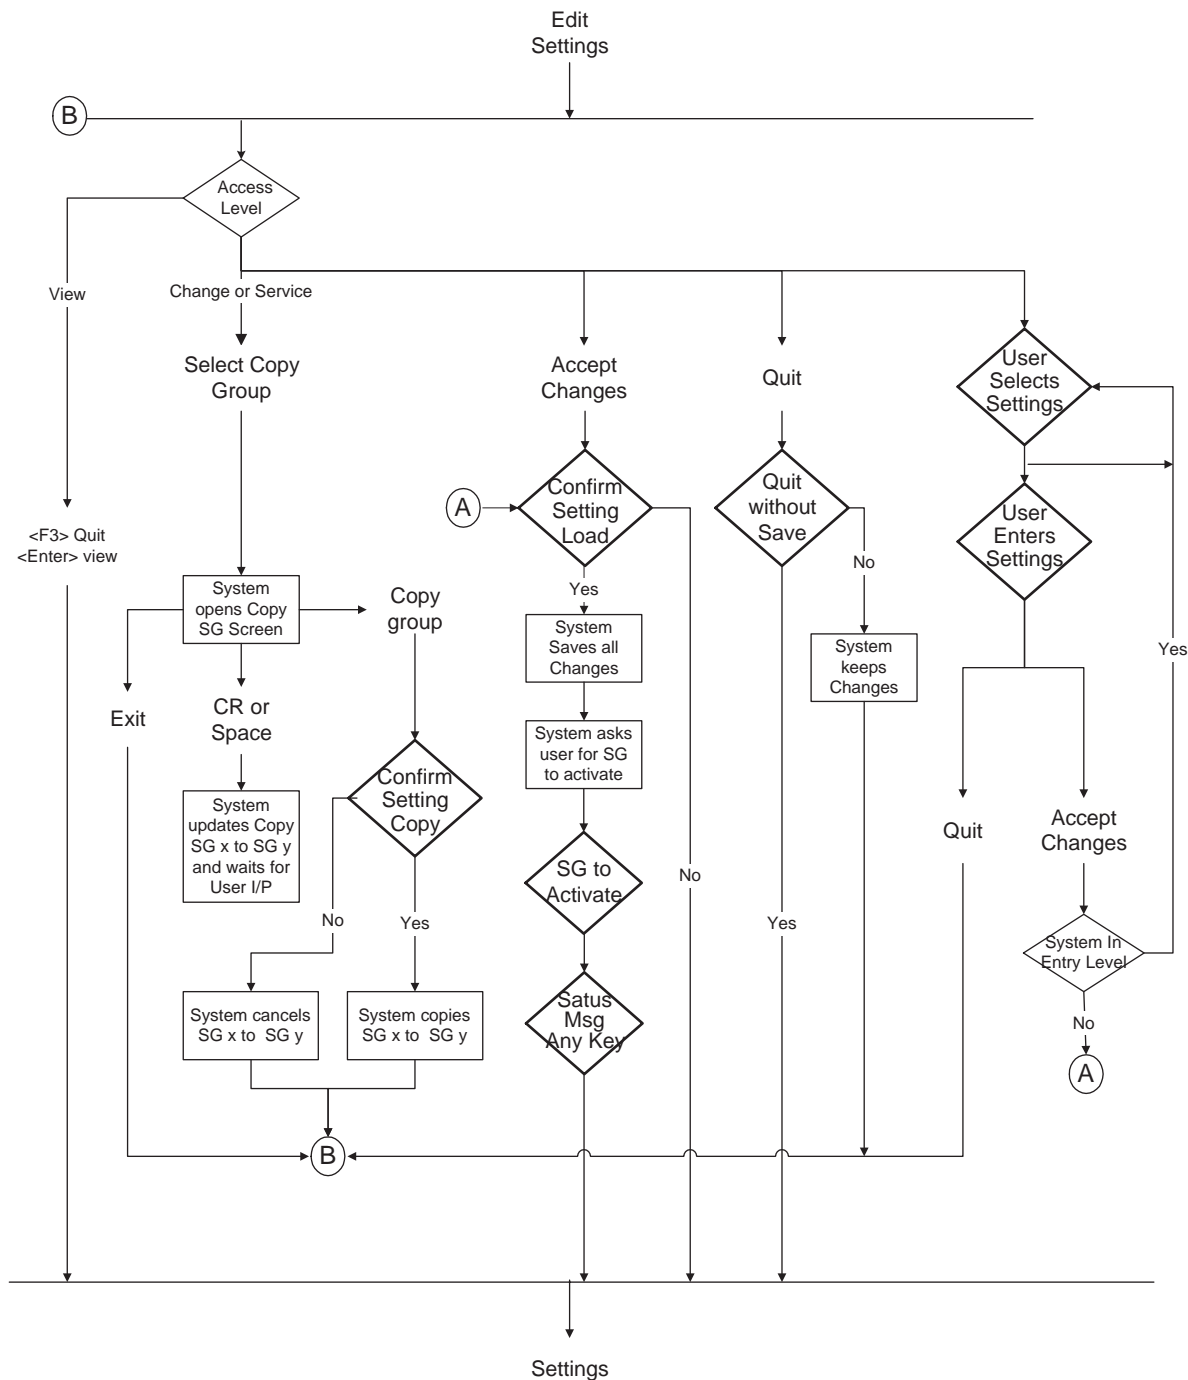 Edit
Settings
B
Access
Level
View
Change or Service
Select Copy
Group
Accept
Changes
Quit
User
Selects
Settings
A
Confirm
Setting
Load
Quit
without
Save
User
Enters
Settings
<F3> Quit
<Enter> view
No
Yes
System
opens Copy
SG Screen
Copy
group
System
Saves all
Changes
System
keeps
Changes
Yes
Exit
CR or
Space
System asks
user for SG
to activate
Confirm
Setting
Copy
System
updates Copy
SG x to SG y
and waits for
User I/P
Quit
Accept
Changes
SG to
Activate
No
No
Yes
Yes
System In
Entry Level
System cancels
SG x to  SG y
System copies
SG x to  SG y
Satus
Msg
Any Key
No
A
B
Settings